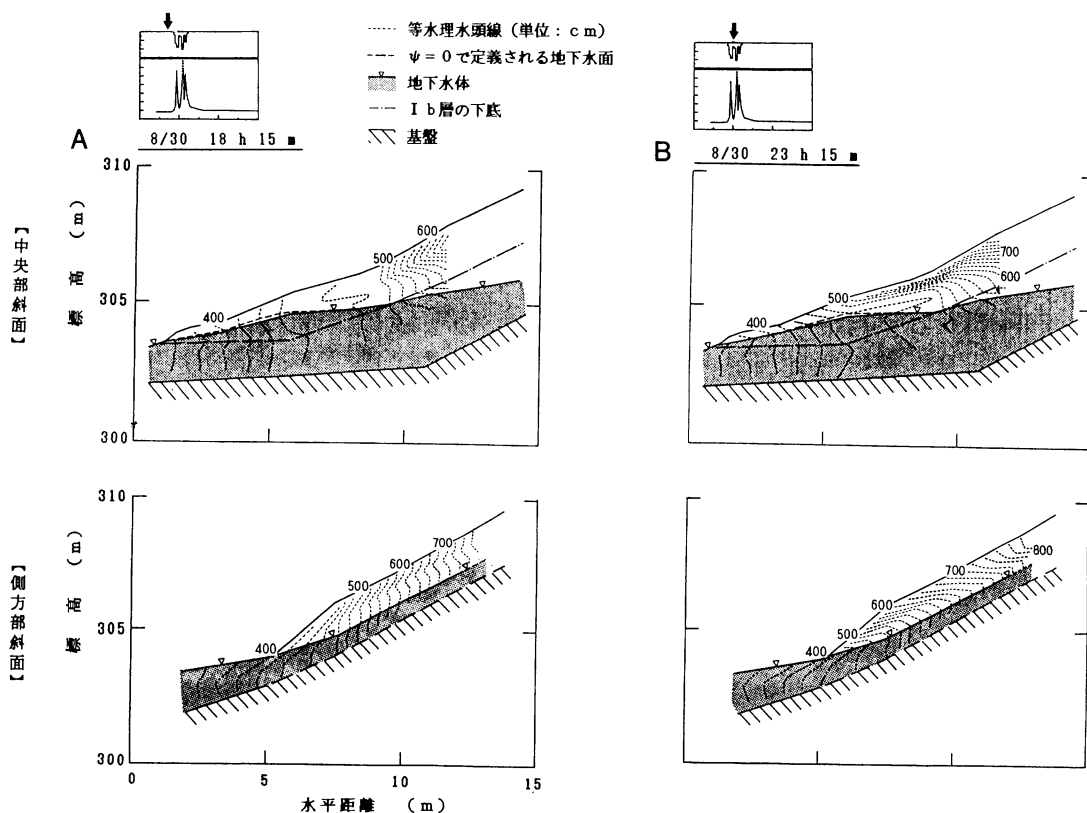 等水理水頭線（単位：cm）
ψ＝0で定義される地下水面
地下水体
Ⅰb層の下底
基盤
A
8/30 18 h 15 m
B
8/30 23 h 15 m
【中央部斜面】
標高 (m)
310
305
300
400
500
600
400
500
600
700
【側方部斜面】
標高 (m)
310
305
300
400
500
600
700
400
500
600
700
800
0
5
10
15
水平距離 (m)